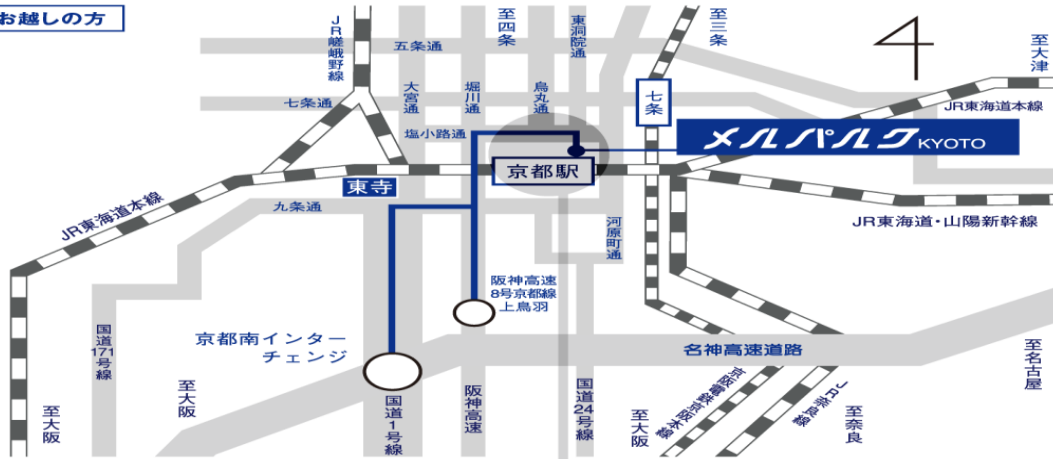 お越しの方
JR嵯峨野線
五条通
至四条
東洞院通
至三条
至大津
七条通
大宮通
堀川通
烏丸通
七条
JR東海道本線
塩小路通
メルパルク KYOTO
京都駅
東寺
JR東海道本線
九条通
河原町通
JR東海道・山陽新幹線
阪神高速
8号京都線
上鳥羽
京都南インター
チェンジ
名神高速道路
国道171号線
至大阪
至大阪
国道1号線
阪神高速
国道24号線
至大阪
京阪電鉄京阪本線
JR奈良線
至奈良
至名古屋